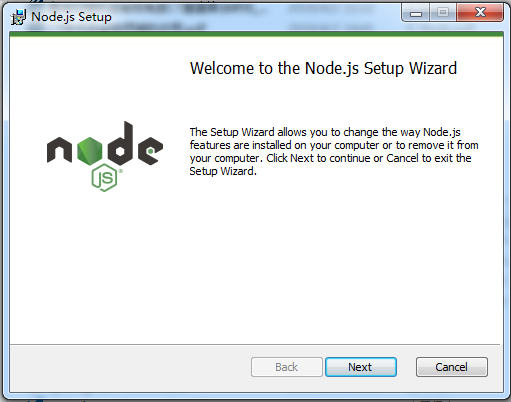 Node.js Setup
Welcome to the Node.js Setup Wizard
node
JS
®
The Setup Wizard allows you to change the way Node.js
features are installed on your computer or to remove it from
your computer. Click Next to continue or Cancel to exit the
Setup Wizard.
Back
Next
Cancel